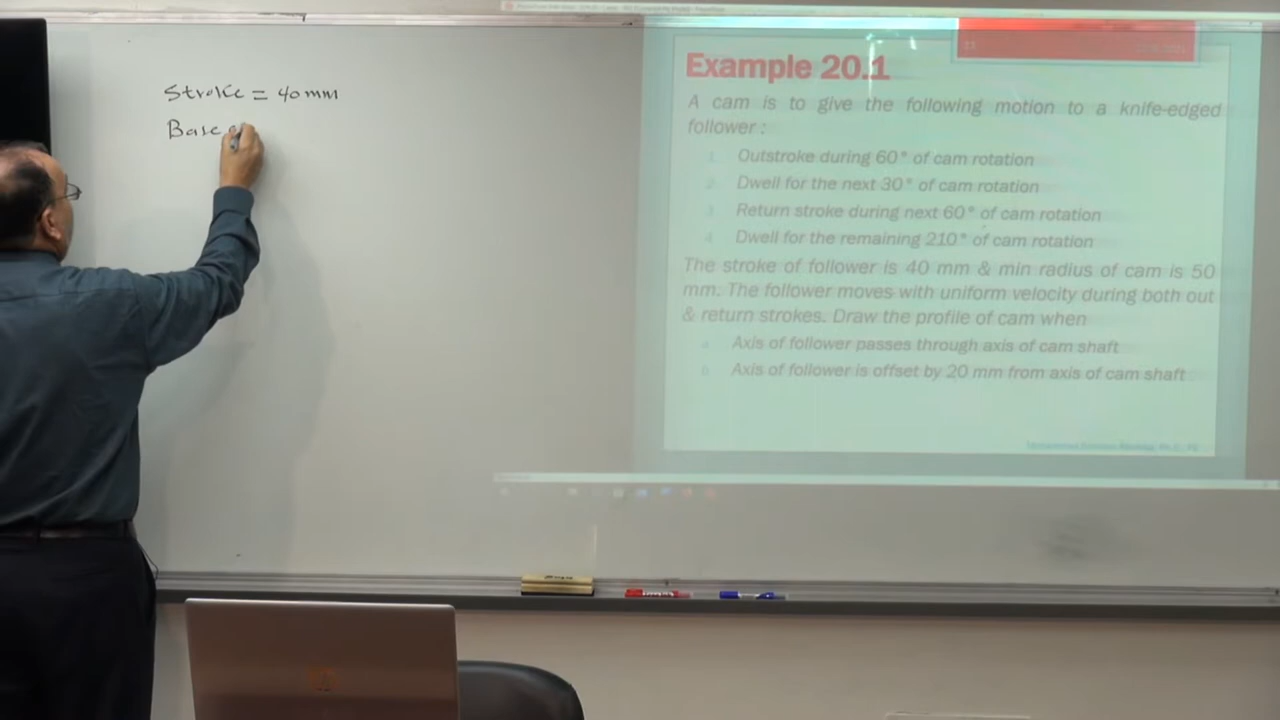 Stroke = 40 mm
Base
Example 20.1
A cam is to give the following motion to a knife-edged
follower :
1. Outstroke during 60° of cam rotation
2. Dwell for the next 30° of cam rotation
3. Return stroke during next 60° of cam rotation
4. Dwell for the remaining 210° of cam rotation
The stroke of follower is 40 mm & min radius of cam is 50
mm. The follower moves with uniform velocity during both out
& return strokes. Draw the profile of cam when
a. Axis of follower passes through axis of cam shaft
b. Axis of follower is offset by 20 mm from axis of cam shaft